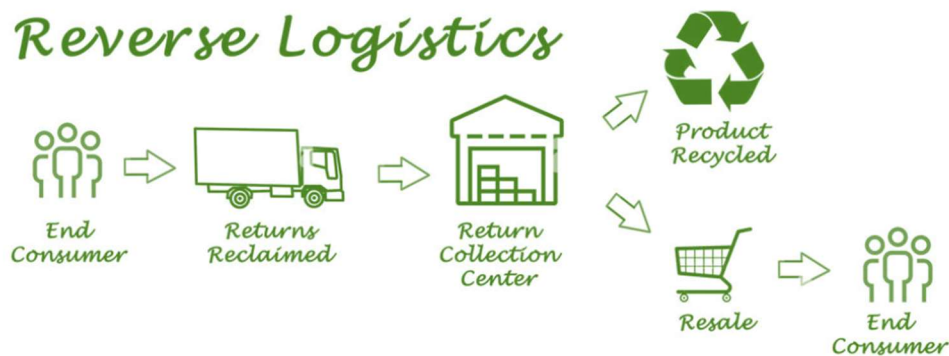 Reverse Logistics
Product
Recycled
End
Consumer
Returns
Reclaimed
Return
Collection
Center
Resale
End
Consumer